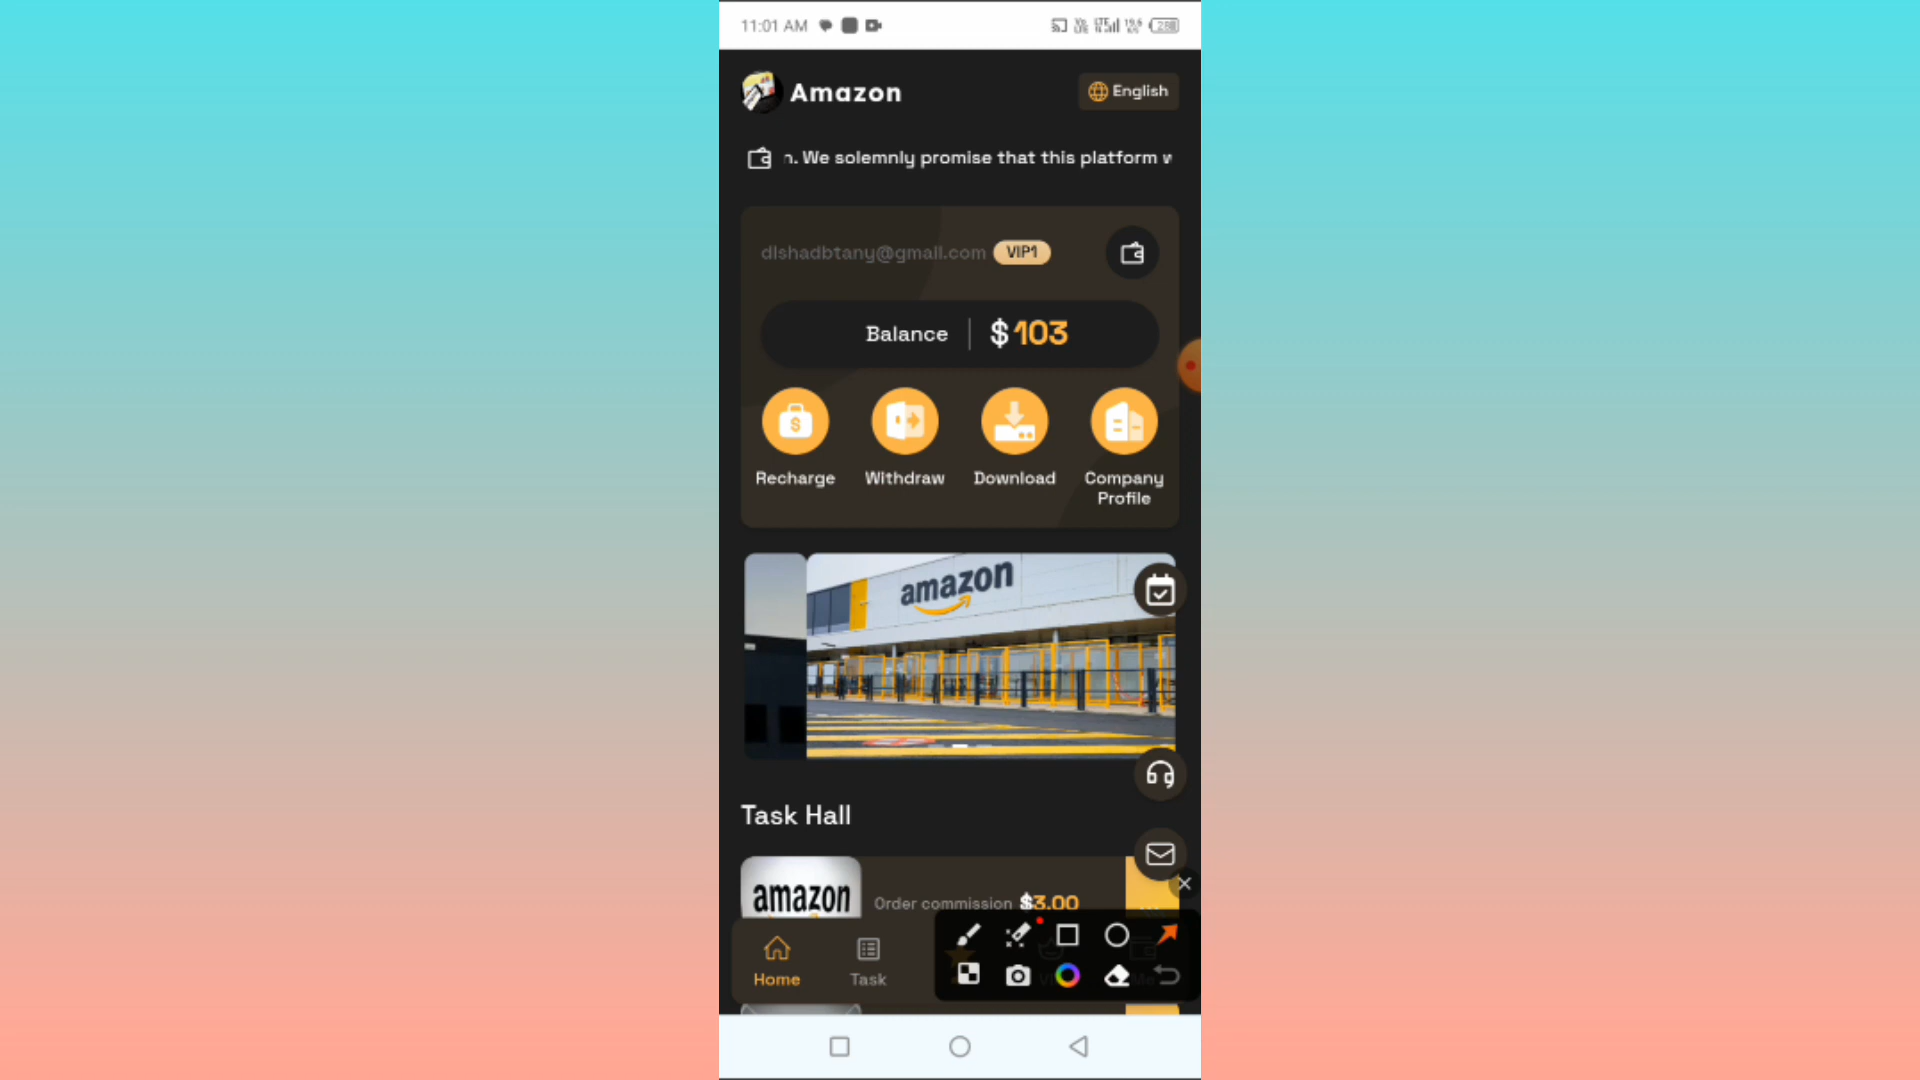 11:01 AM
Amazon
English
n. We solemnly promise that this platform w
dlshadbtany@gmail.com VIP1
Balance $103
Recharge Withdraw Download Company Profile
amazon
Task Hall
amazon
Order commission $3.00
Home Task